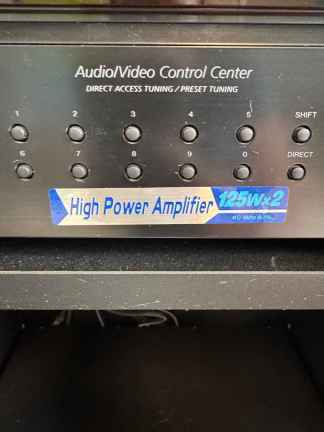 Audio/Video Control Center
DIRECT ACCESS TUNING / PRESET TUNING
1 2 3 4 5 SHIFT
6 7 8 9 0 DIRECT
High Power Amplifier 125W×2